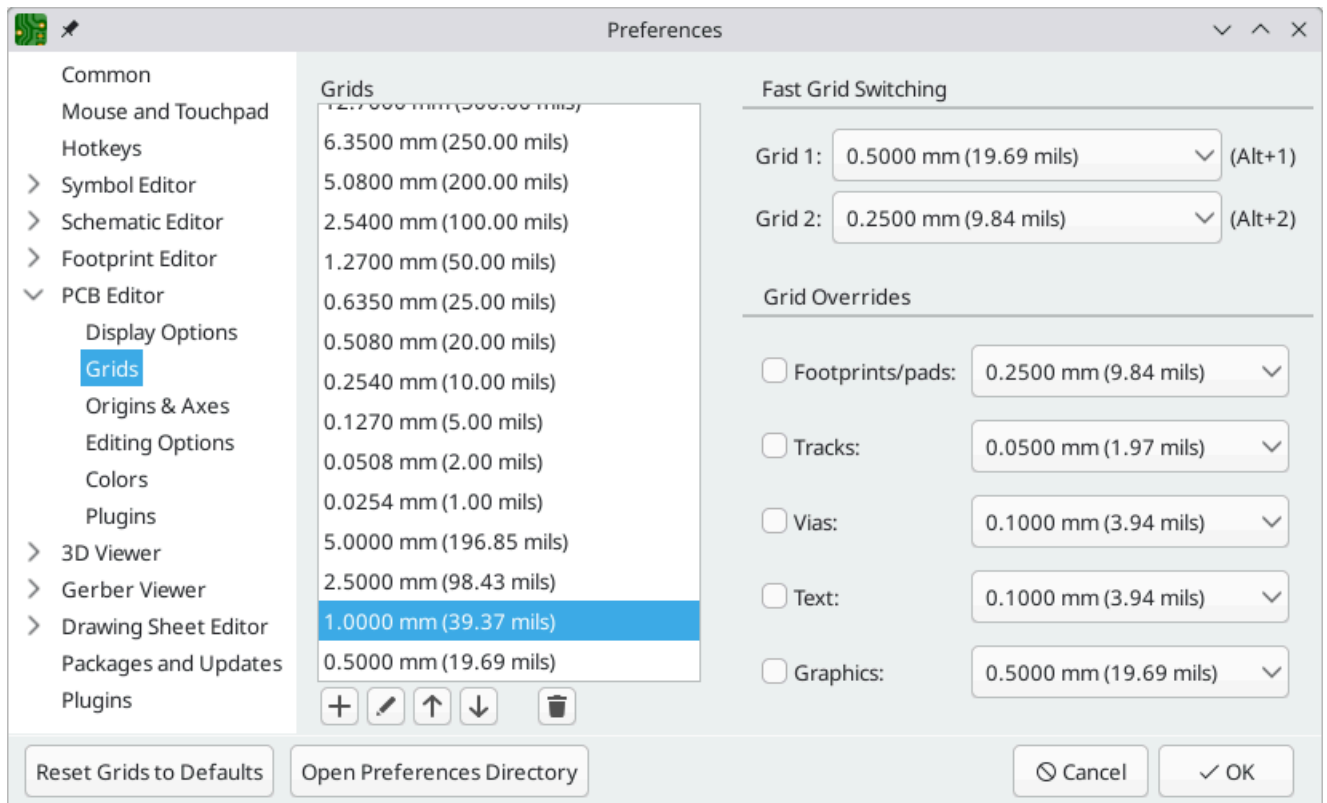 Preferences
Common
Mouse and Touchpad
Hotkeys
Symbol Editor
Schematic Editor
Footprint Editor
PCB Editor
Display Options
Grids
Origins & Axes
Editing Options
Colors
Plugins
3D Viewer
Gerber Viewer
Drawing Sheet Editor
Packages and Updates
Plugins
Grids
12.7000 mm (500.00 mils)
6.3500 mm (250.00 mils)
5.0800 mm (200.00 mils)
2.5400 mm (100.00 mils)
1.2700 mm (50.00 mils)
0.6350 mm (25.00 mils)
0.5080 mm (20.00 mils)
0.2540 mm (10.00 mils)
0.1270 mm (5.00 mils)
0.0508 mm (2.00 mils)
0.0254 mm (1.00 mils)
5.0000 mm (196.85 mils)
2.5000 mm (98.43 mils)
1.0000 mm (39.37 mils)
0.5000 mm (19.69 mils)
Fast Grid Switching
Grid 1: 0.5000 mm (19.69 mils) (Alt+1)
Grid 2: 0.2500 mm (9.84 mils) (Alt+2)
Grid Overrides
Footprints/pads: 0.2500 mm (9.84 mils)
Tracks: 0.0500 mm (1.97 mils)
Vias: 0.1000 mm (3.94 mils)
Text: 0.1000 mm (3.94 mils)
Graphics: 0.5000 mm (19.69 mils)
Reset Grids to Defaults
Open Preferences Directory
Cancel
OK